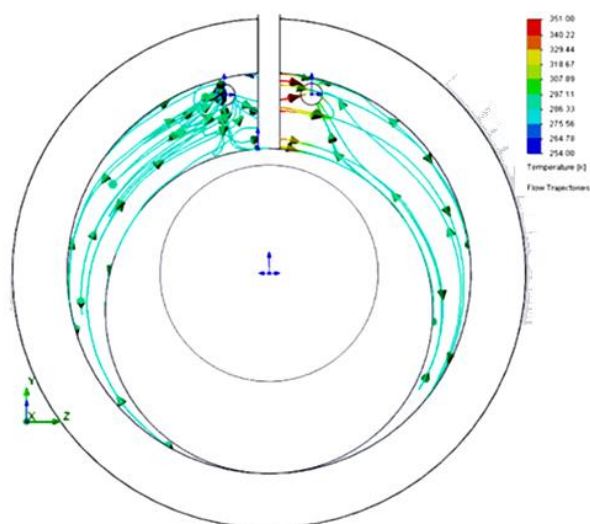 351.00
340.22
329.44
318.67
307.89
297.11
286.33
275.56
264.78
254.00
Temperature [K]
Flow Trajectories
Y
X
Z